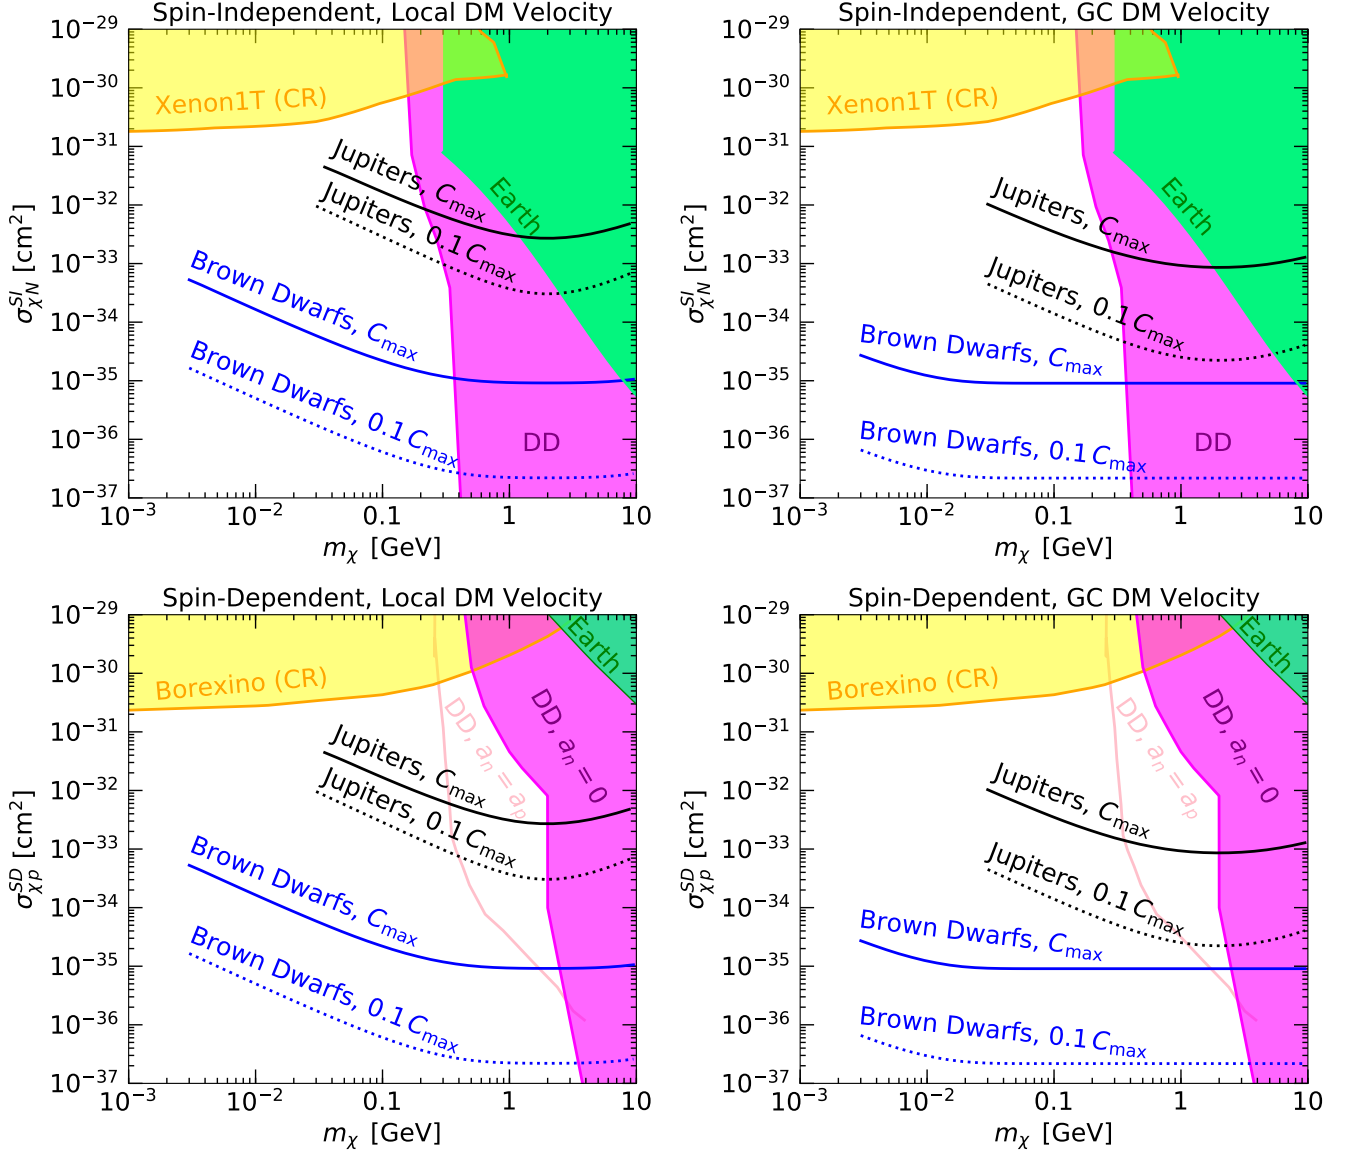 Spin-Independent, Local DM Velocity
10⁻²⁹
10⁻³⁰
10⁻³¹
10⁻³²
10⁻³³
10⁻³⁴
10⁻³⁵
10⁻³⁶
10⁻³⁷
σ^{SI}_{χN} [cm²]
Xenon1T (CR)
Jupiters, C_max
Jupiters, 0.1 C_max
Earth
Brown Dwarfs, C_max
Brown Dwarfs, 0.1 C_max
DD
10⁻³ 10⁻² 0.1 1 10
m_χ [GeV]
Spin-Independent, GC DM Velocity
10⁻²⁹
10⁻³⁰
10⁻³¹
10⁻³²
10⁻³³
10⁻³⁴
10⁻³⁵
10⁻³⁶
10⁻³⁷
σ^{SI}_{χN} [cm²]
Xenon1T (CR)
Jupiters, C_max
Earth
Jupiters, 0.1 C_max
Brown Dwarfs, C_max
Brown Dwarfs, 0.1 C_max
DD
10⁻³ 10⁻² 0.1 1 10
m_χ [GeV]
Spin-Dependent, Local DM Velocity
10⁻²⁹
10⁻³⁰
10⁻³¹
10⁻³²
10⁻³³
10⁻³⁴
10⁻³⁵
10⁻³⁶
10⁻³⁷
σ^{SD}_{χp} [cm²]
Earth
Borexino (CR)
DD, a_n = a_p
DD, a_n = 0
Jupiters, C_max
Jupiters, 0.1 C_max
Brown Dwarfs, C_max
Brown Dwarfs, 0.1 C_max
10⁻³ 10⁻² 0.1 1 10
m_χ [GeV]
Spin-Dependent, GC DM Velocity
10⁻²⁹
10⁻³⁰
10⁻³¹
10⁻³²
10⁻³³
10⁻³⁴
10⁻³⁵
10⁻³⁶
10⁻³⁷
σ^{SD}_{χp} [cm²]
Earth
Borexino (CR)
DD, a_n = a_p
DD, a_n = 0
Jupiters, C_max
Jupiters, 0.1 C_max
Brown Dwarfs, C_max
Brown Dwarfs, 0.1 C_max
10⁻³ 10⁻² 0.1 1 10
m_χ [GeV]